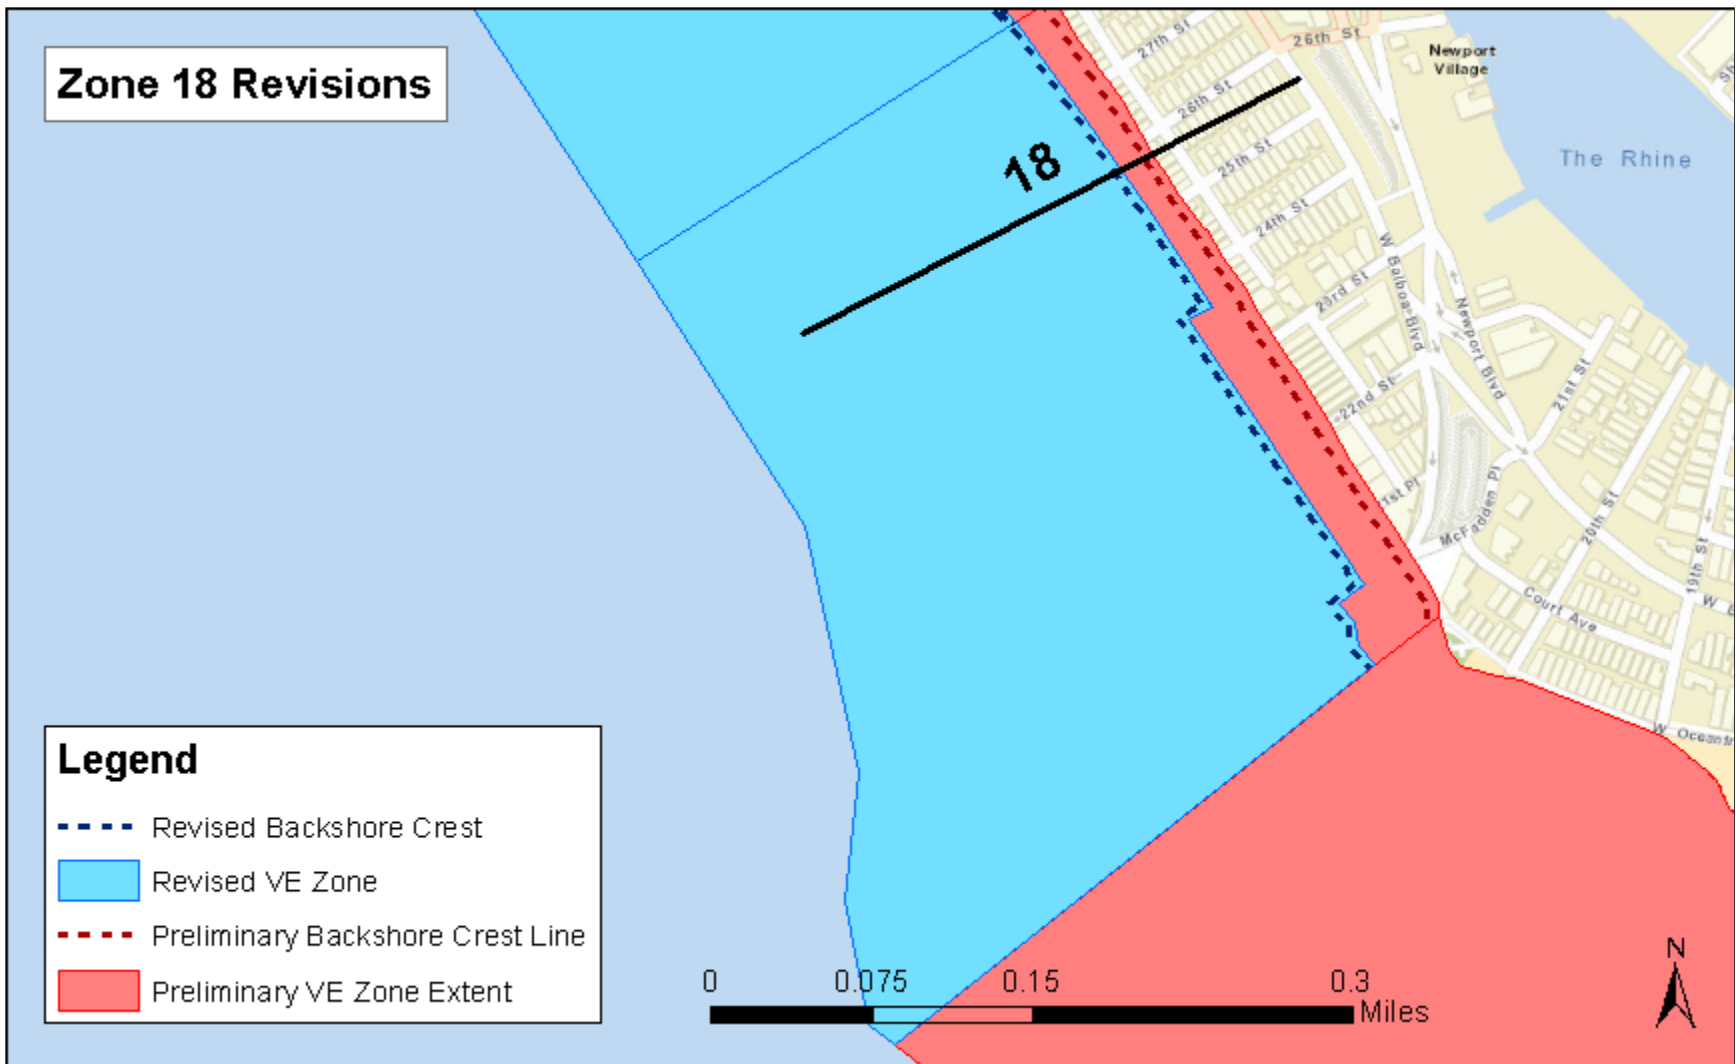 Zone 18 Revisions
27th St
26th St
Newport
Village
26th St
18
25th St
The Rhine
24th St
W Balboa Blvd
23rd St
Newport Blvd
22nd St
21st St
1st Pl
McFadden Pl
20th St
19th St
Court Ave
W
W Oceanfr
Legend
Revised Backshore Crest
Revised VE Zone
Preliminary Backshore Crest Line
Preliminary VE Zone Extent
0 0.075 0.15 0.3
Miles
N